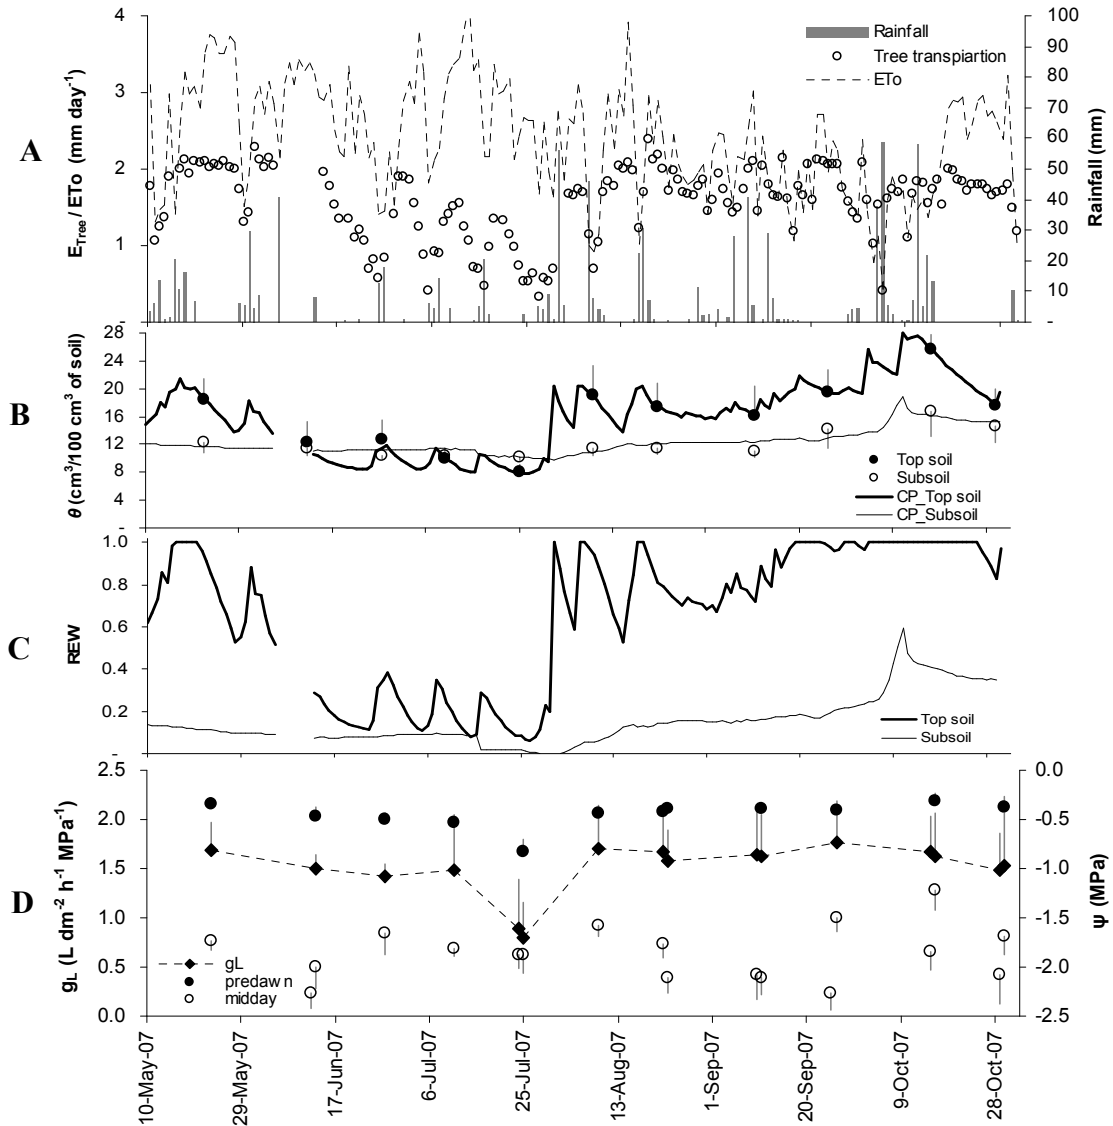 A
E_Tree / ETo (mm day⁻¹)
4
3
2
1
-
Rainfall
Tree transpiartion
ETo
100
90
80
70
60
50
40
30
20
10
-
Rainfall (mm)
B
θ (cm³/100 cm³ of soil)
28
24
20
16
12
8
4
-
Top soil
Subsoil
CP_Top soil
CP_Subsoil
C
REW
1.0
0.8
0.6
0.4
0.2
-
Top soil
Subsoil
D
g_L (L dm⁻² h⁻¹ MPa⁻¹)
2.5
2.0
1.5
1.0
0.5
0.0
gL
predawn
midday
0.0
-0.5
-1.0
-1.5
-2.0
-2.5
Ψ (MPa)
10-May-07
29-May-07
17-Jun-07
6-Jul-07
25-Jul-07
13-Aug-07
1-Sep-07
20-Sep-07
9-Oct-07
28-Oct-07